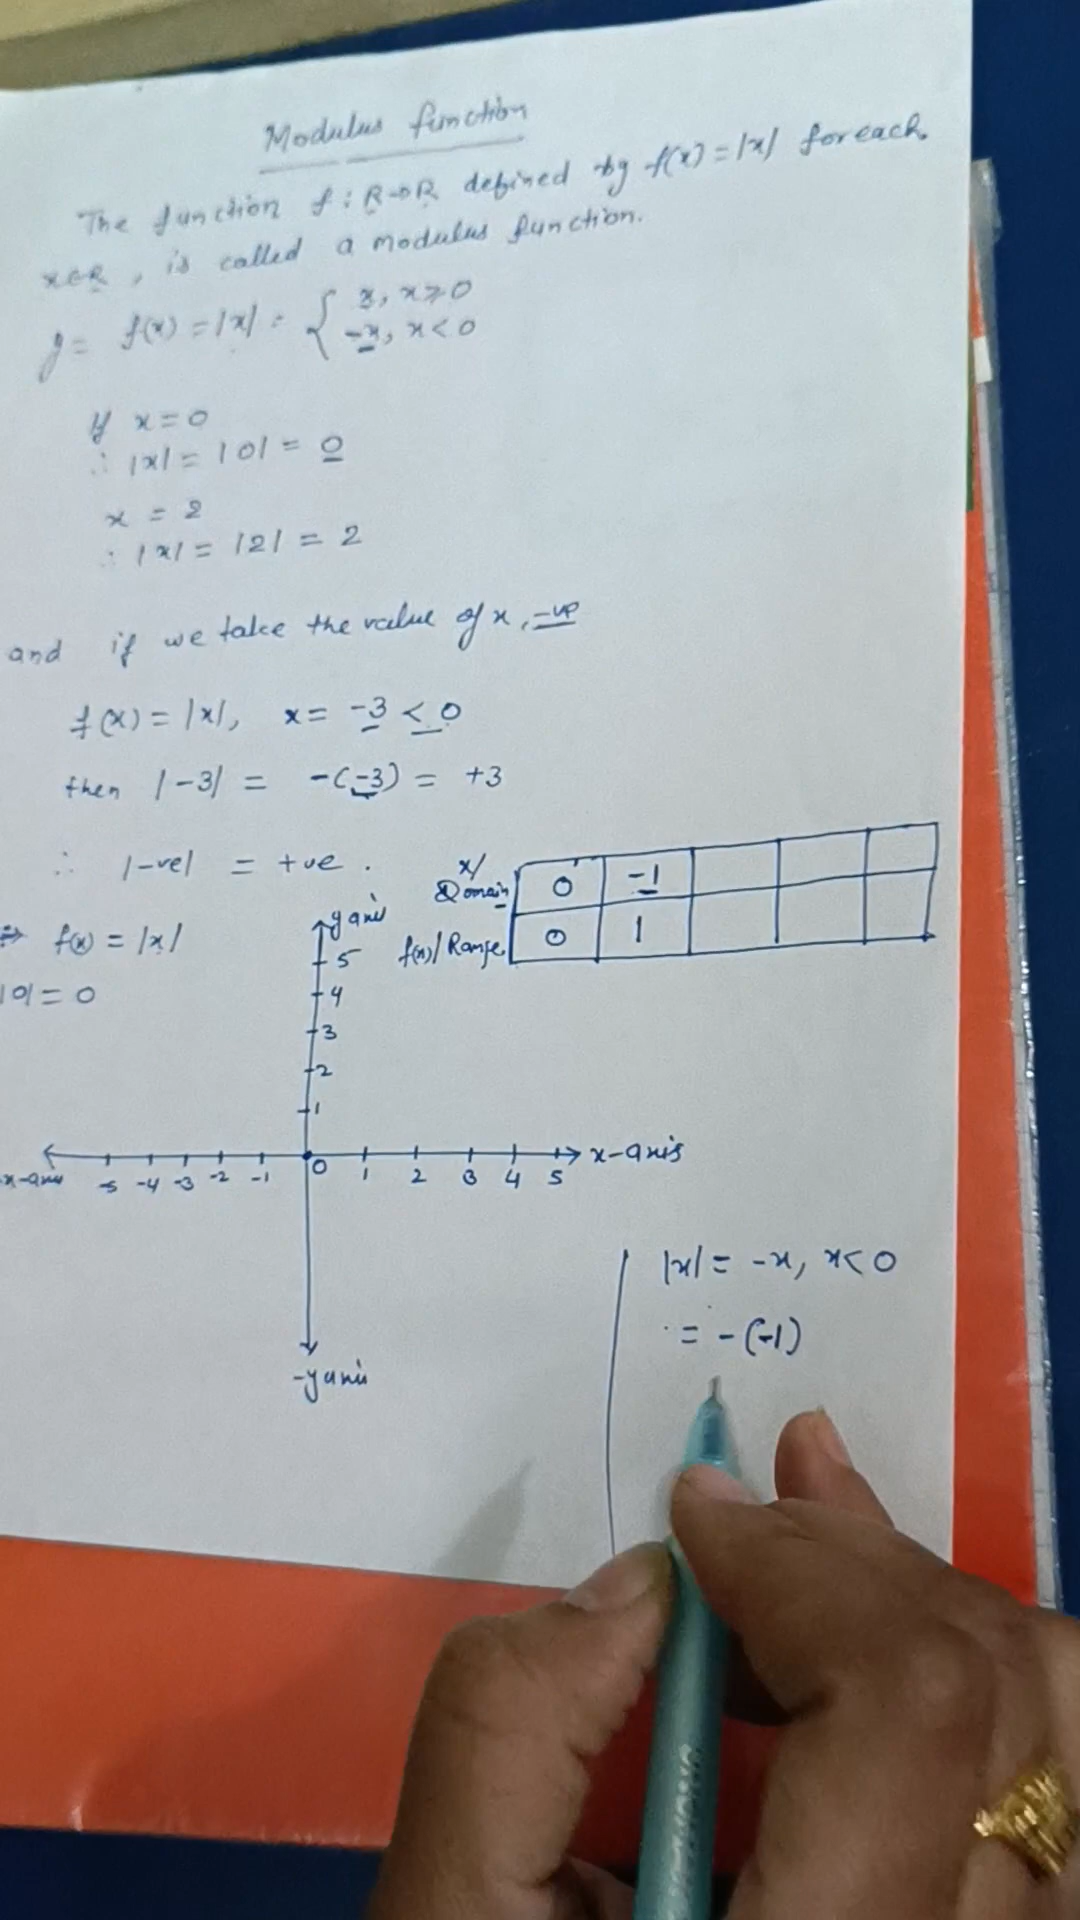 Modulus function
The function f : R→R defined by f(x) = |x| for each
x∈R, is called a modulus function.
y = f(x) = |x| = { x, x ⩾ 0
-x, x < 0
If x = 0
∴ |x| = |0| = 0
x = 2
∴ |x| = |2| = 2
and if we take the value of x, -ve
f(x) = |x|, x = -3 < 0
then |-3| = -(-3) = +3
∴ |-ve| = +ve .
x/
Domain 0 -1
f(x)/Range 0 1
⇒ f(x) = |x|
|0| = 0
y axis
5
4
3
2
1
x-axis
-x-axis -5 -4 -3 -2 -1 0 1 2 3 4 5
-y axis
|x| = -x, x < 0
= -(-1)